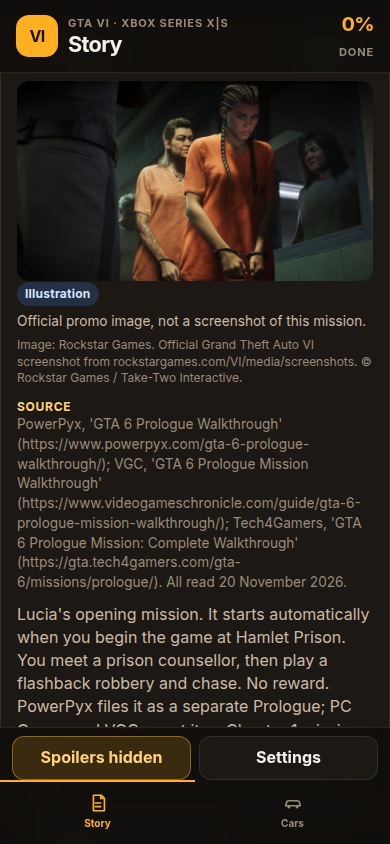 VI
GTA VI · XBOX SERIES X|S
Story
0%
DONE
Illustration
Official promo image, not a screenshot of this mission.
Image: Rockstar Games. Official Grand Theft Auto VI
screenshot from rockstargames.com/VI/media/screenshots. ©
Rockstar Games / Take-Two Interactive.
SOURCE
PowerPyx, 'GTA 6 Prologue Walkthrough'
(https://www.powerpyx.com/gta-6-prologue-
walkthrough/); VGC, 'GTA 6 Prologue Mission
Walkthrough'
(https://www.videogameschronicle.com/guide/gta-6-
prologue-mission-walkthrough/); Tech4Gamers, 'GTA
6 Prologue Mission: Complete Walkthrough'
(https://gta.tech4gamers.com/gta-
6/missions/prologue/). All read 20 November 2026.
Lucia's opening mission. It starts automatically
when you begin the game at Hamlet Prison.
You meet a prison counsellor, then play a
flashback robbery and chase. No reward.
PowerPyx files it as a separate Prologue; PC
Spoilers hidden
Settings
Story
Cars